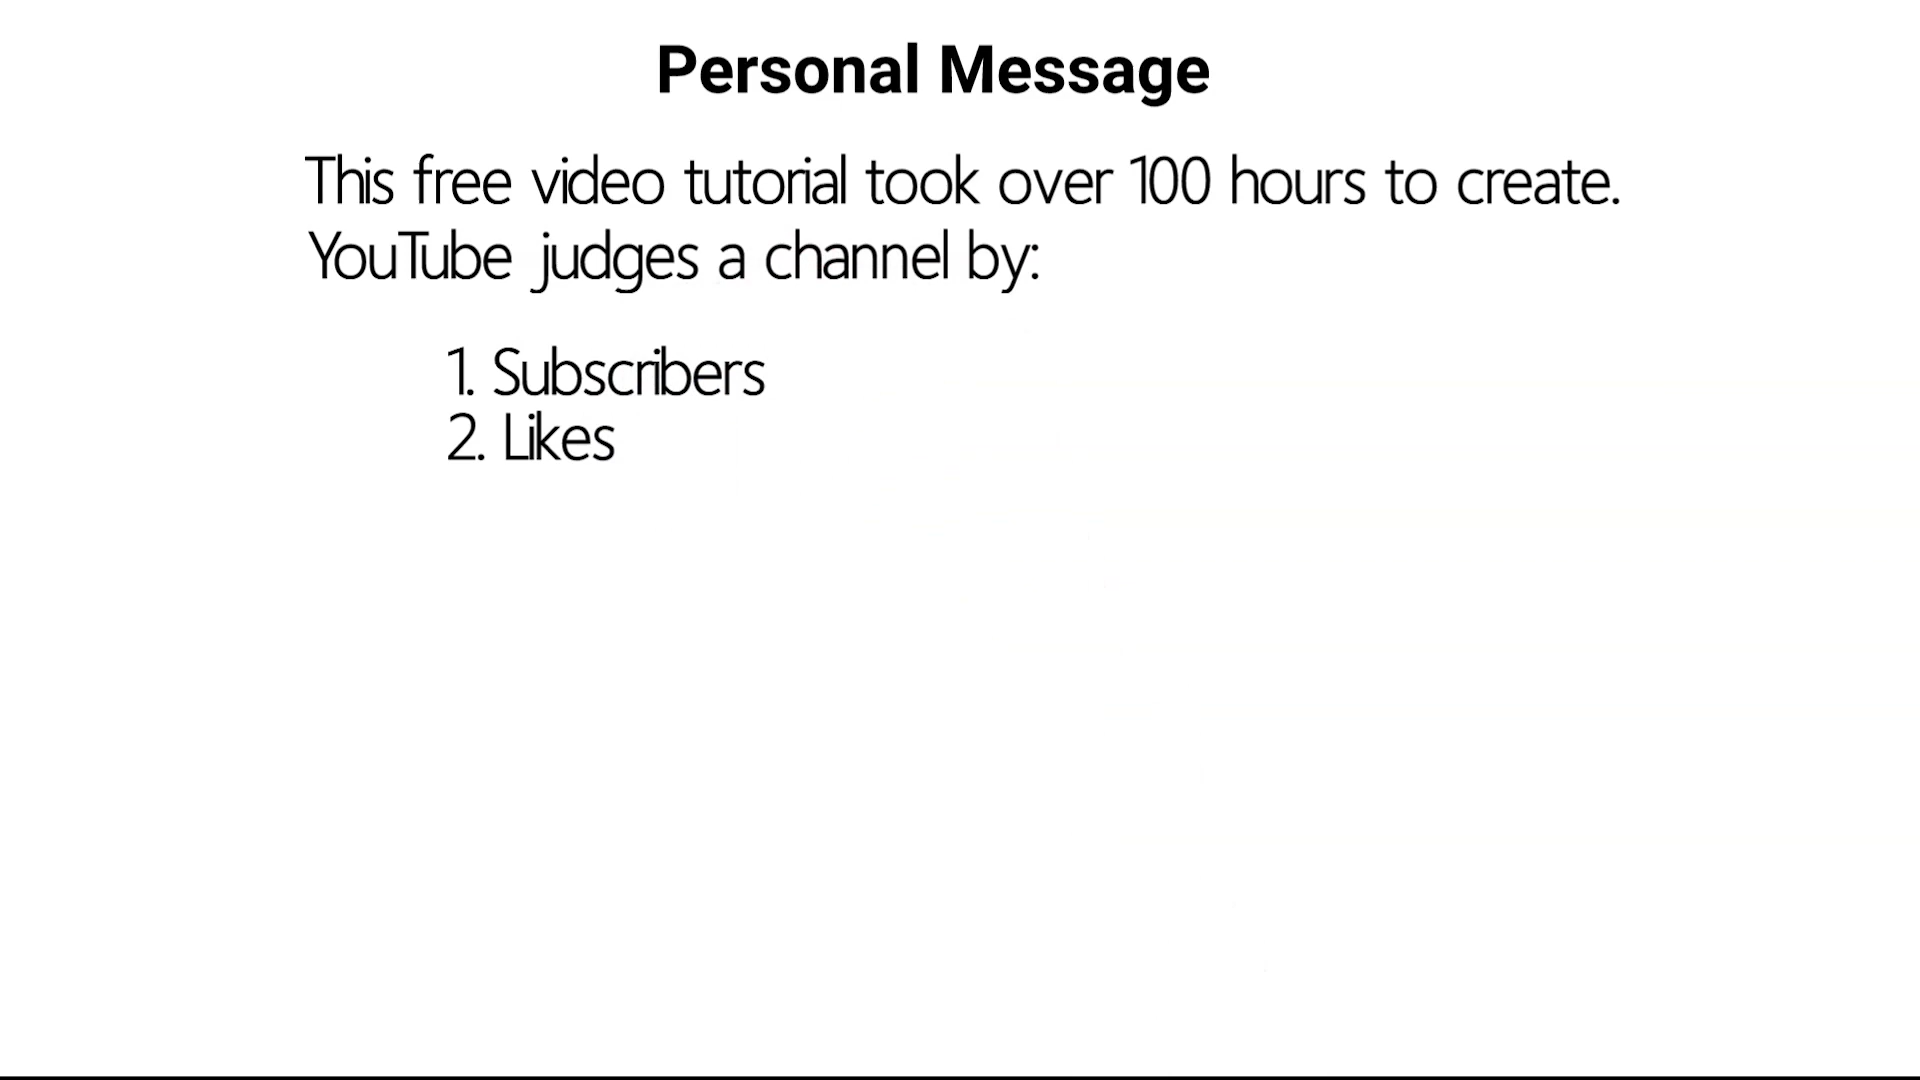 Personal Message
This free video tutorial took over 100 hours to create.
YouTube judges a channel by:
1. Subscribers
2. Likes